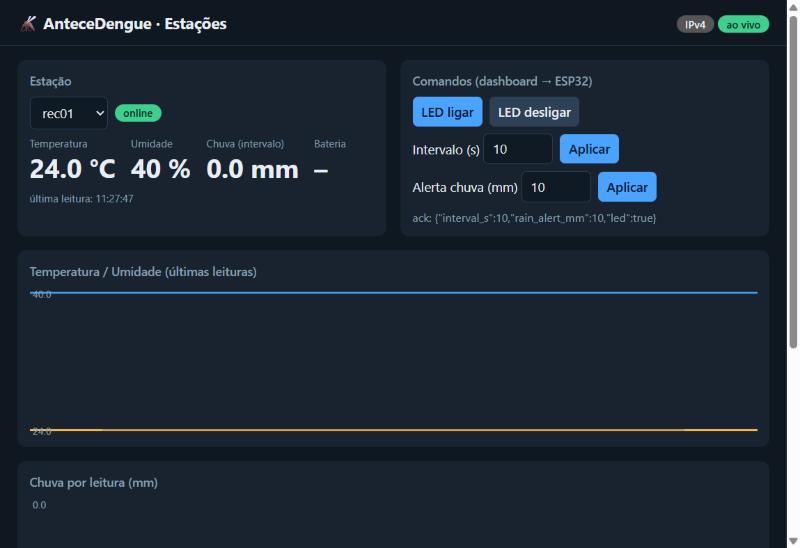 AnteceDengue · Estações
IPv4 ao vivo
Estação
rec01 online
Temperatura Umidade Chuva (intervalo) Bateria
24.0 °C 40 % 0.0 mm –
última leitura: 11:27:47
Comandos (dashboard → ESP32)
LED ligar LED desligar
Intervalo (s) 10 Aplicar
Alerta chuva (mm) 10 Aplicar
ack: {"interval_s":10,"rain_alert_mm":10,"led":true}
Temperatura / Umidade (últimas leituras)
40.0
24.0
Chuva por leitura (mm)
0.0